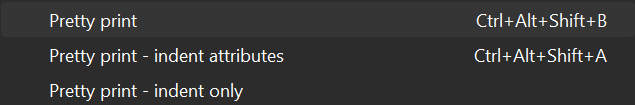 Pretty print Ctrl+Alt+Shift+B
Pretty print - indent attributes Ctrl+Alt+Shift+A
Pretty print - indent only